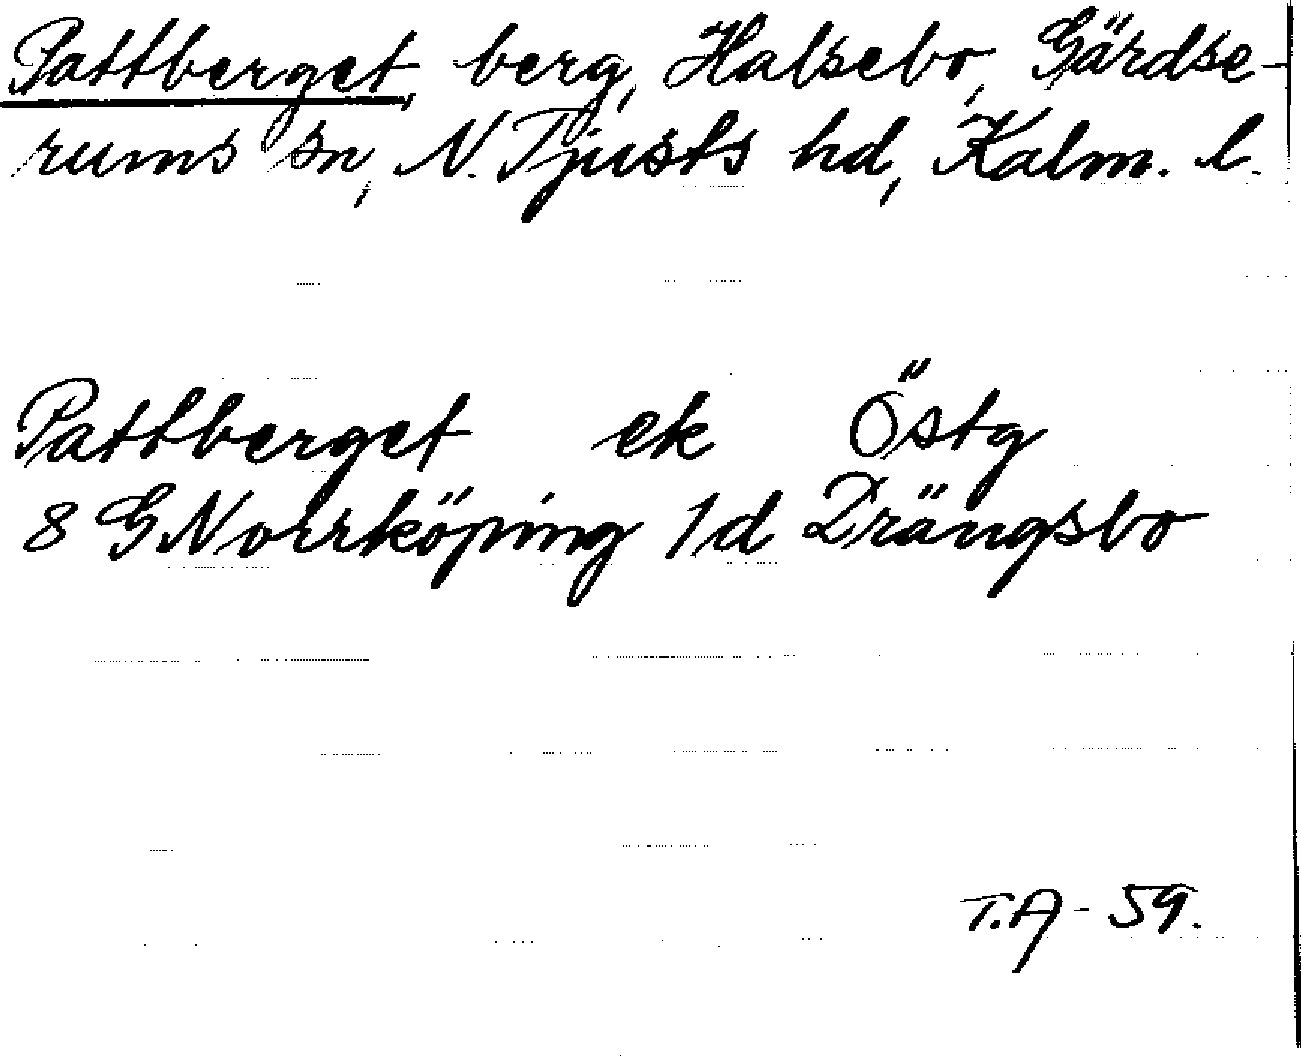 Pattberget, berg, Halsebo, Gärdse-
rums sn, N. Tjusts hd, Kalm. l.
Pattberget ek Östg
8 G Norrköping 1d Drängsbo
T.A - 59.